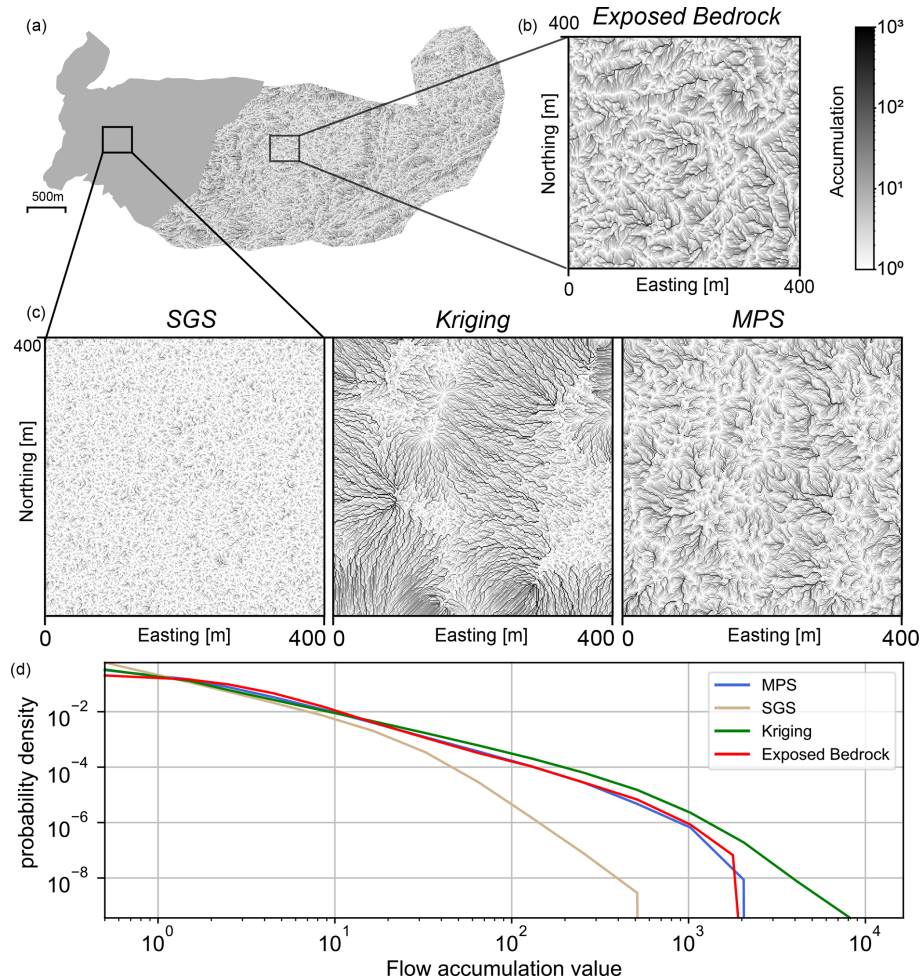 (a)
500m
(b)
Exposed Bedrock
400
Northing [m]
0
Easting [m]
400
Accumulation
10³
10²
10¹
10⁰
(c)
SGS
Kriging
MPS
400
Northing [m]
0
Easting [m]
400
0
Easting [m]
400
0
Easting [m]
400
(d)
probability density
10⁻²
10⁻⁴
10⁻⁶
10⁻⁸
MPS
SGS
Kriging
Exposed Bedrock
10⁰
10¹
10²
10³
10⁴
Flow accumulation value